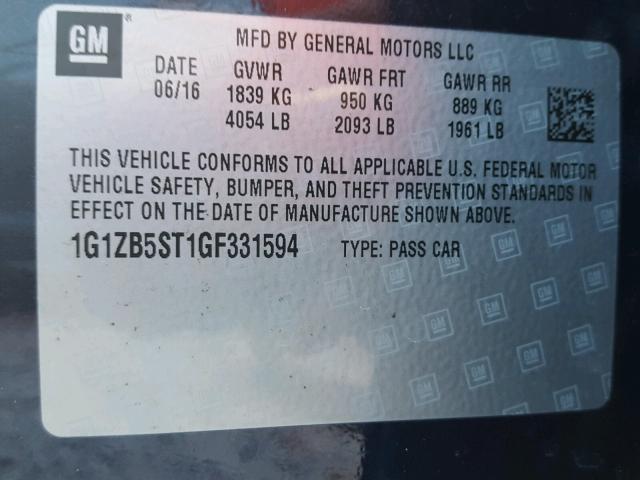 GM ® MFD BY GENERAL MOTORS LLC
DATE GVWR GAWR FRT GAWR RR
06/16 1839 KG 950 KG 889 KG
4054 LB 2093 LB 1961 LB
THIS VEHICLE CONFORMS TO ALL APPLICABLE U.S. FEDERAL MOTOR
VEHICLE SAFETY, BUMPER, AND THEFT PREVENTION STANDARDS IN
EFFECT ON THE DATE OF MANUFACTURE SHOWN ABOVE.
1G1ZB5ST1GF331594 TYPE: PASS CAR